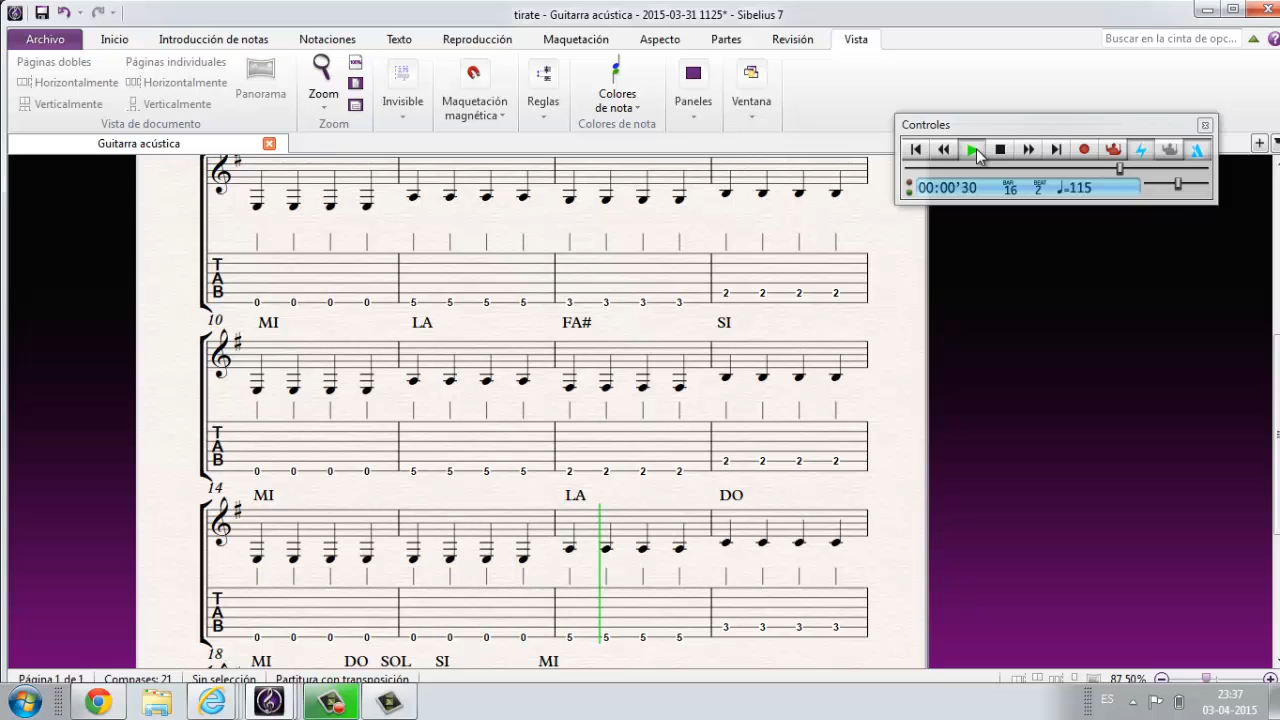 tirate - Guitarra acústica - 2015-03-31 1125* - Sibelius 7
Archivo Inicio Introducción de notas Notaciones Texto Reproducción Maquetación Aspecto Partes Revisión Vista Buscar en la cinta de opc...
Páginas dobles Páginas individuales
Horizontalmente Horizontalmente
Verticalmente Verticalmente
Panorama
Vista de documento
Zoom
100%
Zoom
Invisible
Maquetación magnética
Reglas
Colores de nota
Colores de nota
Paneles
Ventana
Guitarra acústica
Controles
00:00'30 BAR 16 BEAT 2 ♩=115
T
A
B
0 0 0 0 5 5 5 5 3 3 3 3 2 2 2 2
10 MI LA FA# SI
T
A
B
0 0 0 0 5 5 5 5 2 2 2 2 2 2 2 2
14 MI LA DO
T
A
B
0 0 0 0 0 0 0 0 5 5 5 5 3 3 3 3
18 MI DO SOL SI MI
Página 1 de 1 Compases: 21 Sin selección Partitura con transposición 87,50%
ES 23:37
03-04-2015